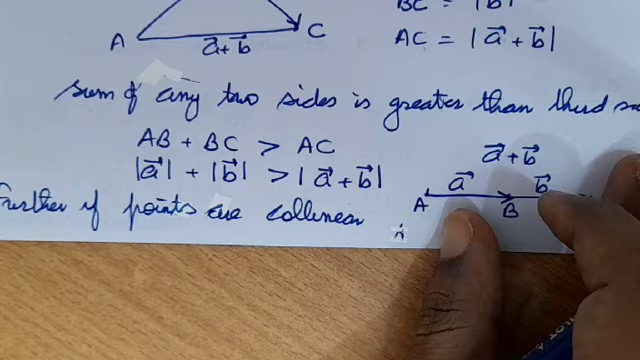 BC = |b⃗|
A C
a⃗+b⃗
AC = |a⃗+b⃗|
Sum of any two sides is greater than third
AB + BC > AC
|a⃗| + |b⃗| > |a⃗+b⃗|
a⃗+b⃗
a⃗ b⃗
A B
Further if points are collinear